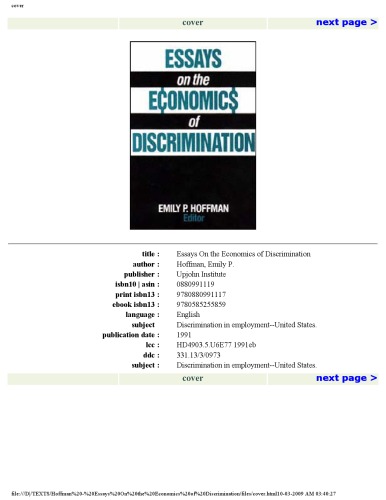 cover
cover
next page >
ESSAYS
on the
ECONOMIC$
of
DISCRIMINATION
EMILY P. HOFFMAN
Editor
title : Essays On the Economics of Discrimination
author : Hoffman, Emily P.
publisher : Upjohn Institute
isbn10 | asin : 0880991119
print isbn13 : 9780880991117
ebook isbn13 : 9780585255859
language : English
subject Discrimination in employment--United States.
publication date : 1991
lcc : HD4903.5.U6E77 1991eb
ddc : 331.13/3/0973
subject : Discrimination in employment--United States.
cover
next page >
file:///D|/TEXTS/Hoffman%20-%20Essays%20On%20the%20Economics%20of%20Discrimination/files/cover.html10-03-2009 AM 03:40:27